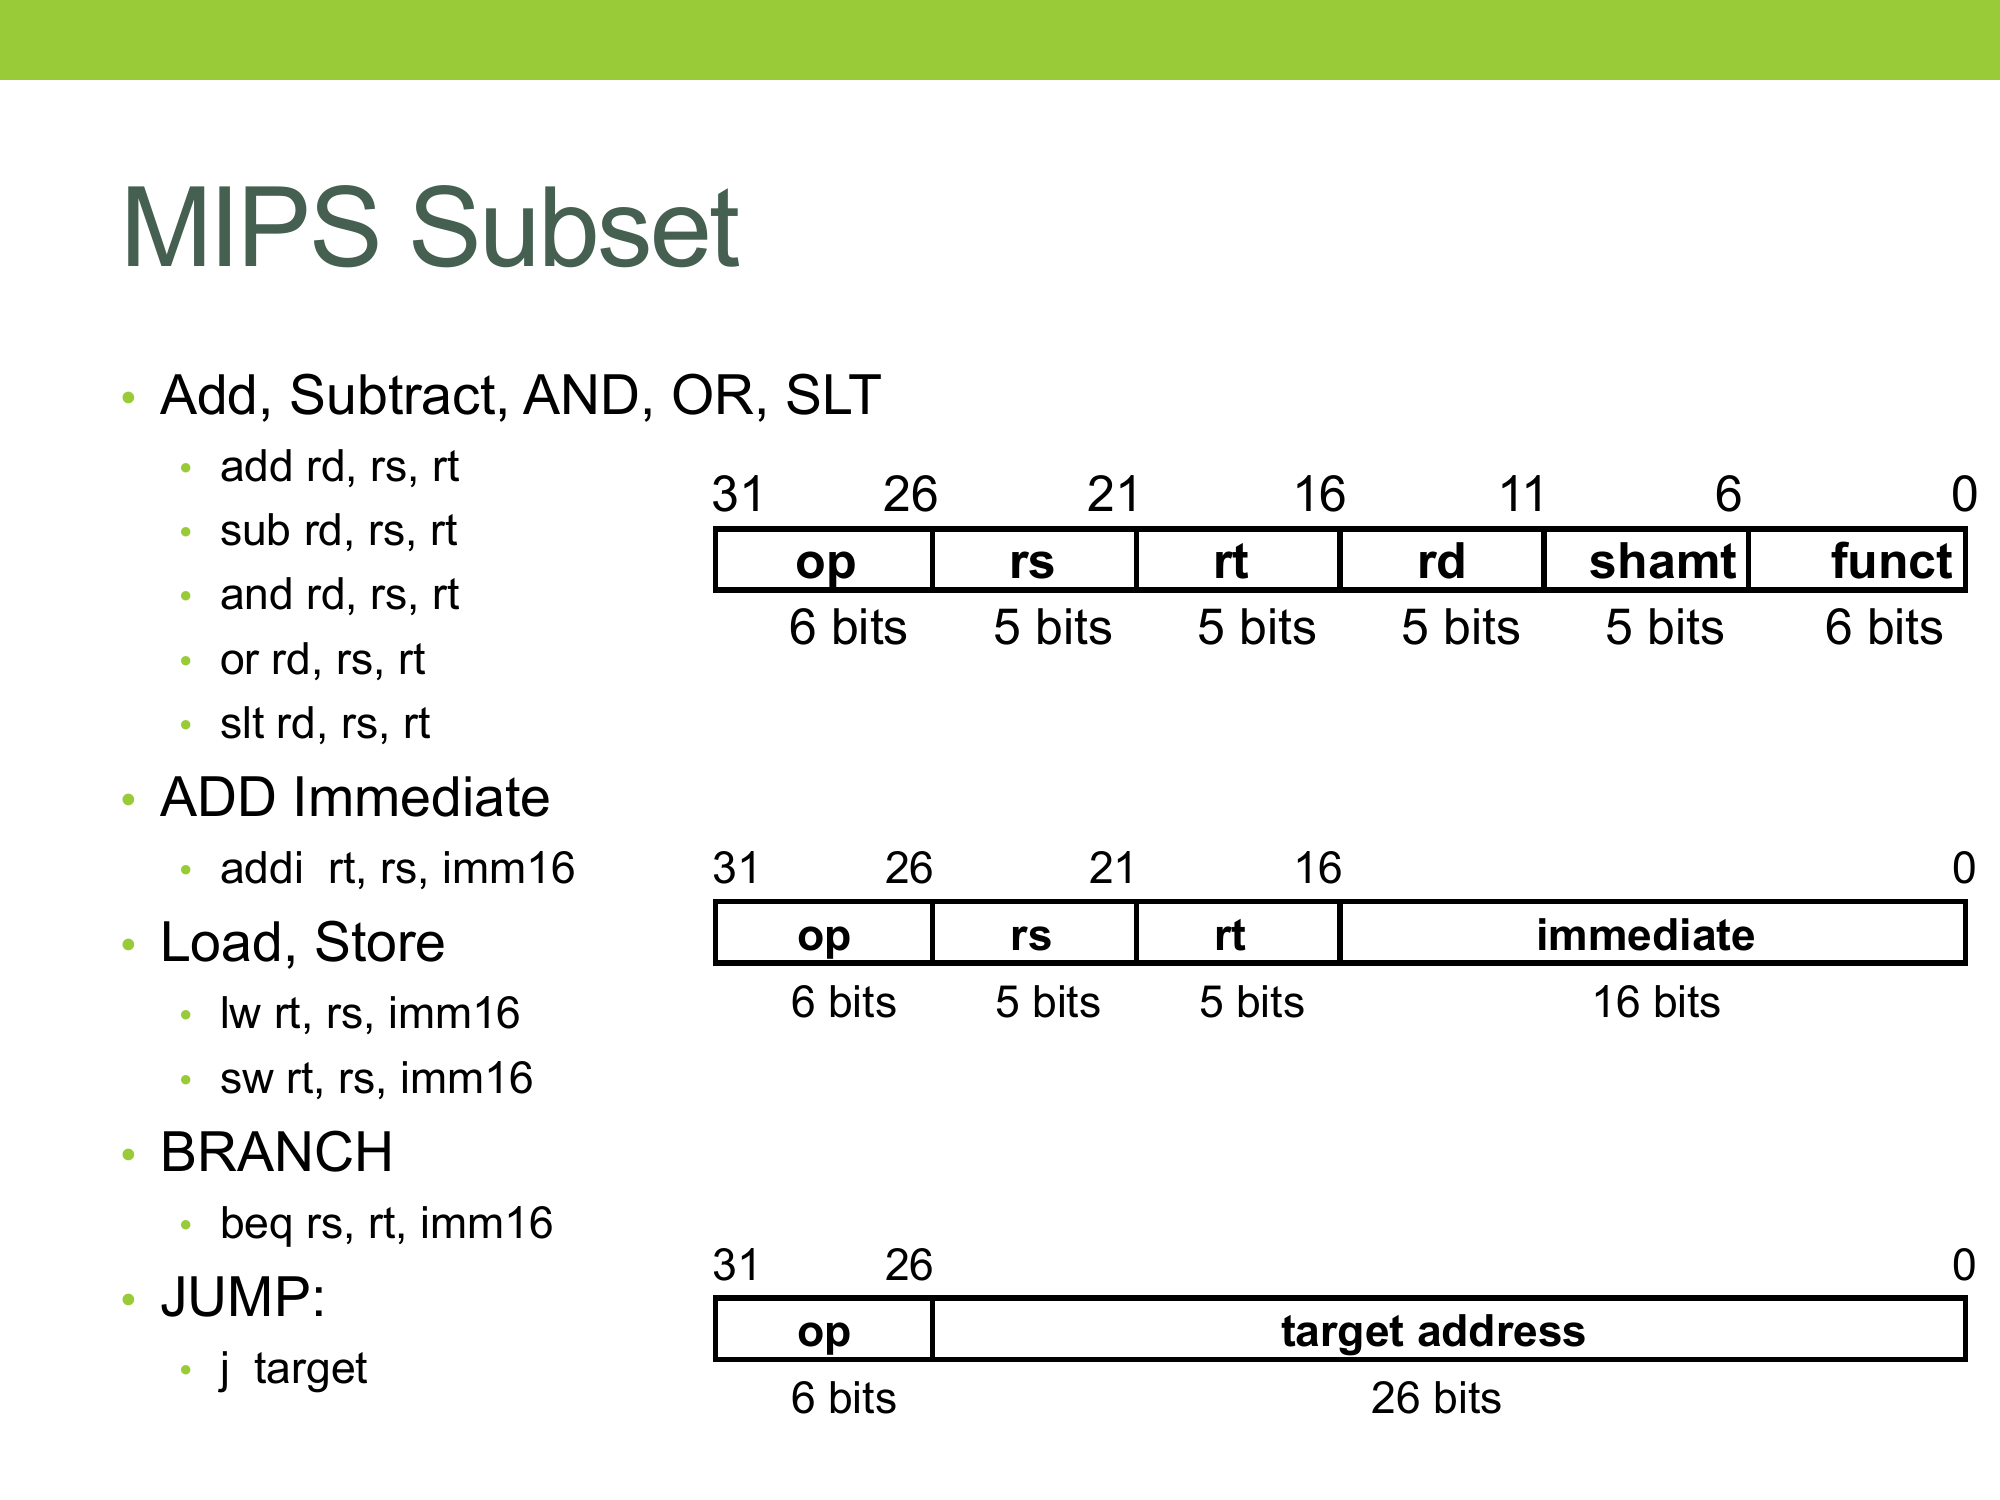 MIPS Subset
• Add, Subtract, AND, OR, SLT
• add rd, rs, rt
• sub rd, rs, rt
• and rd, rs, rt
• or rd, rs, rt
• slt rd, rs, rt
31 26 21 16 11 6 0
op rs rt rd shamt funct
6 bits 5 bits 5 bits 5 bits 5 bits 6 bits
• ADD Immediate
• addi rt, rs, imm16
• Load, Store
• lw rt, rs, imm16
• sw rt, rs, imm16
• BRANCH
• beq rs, rt, imm16
31 26 21 16 0
op rs rt immediate
6 bits 5 bits 5 bits 16 bits
• JUMP:
• j target
31 26 0
op target address
6 bits 26 bits